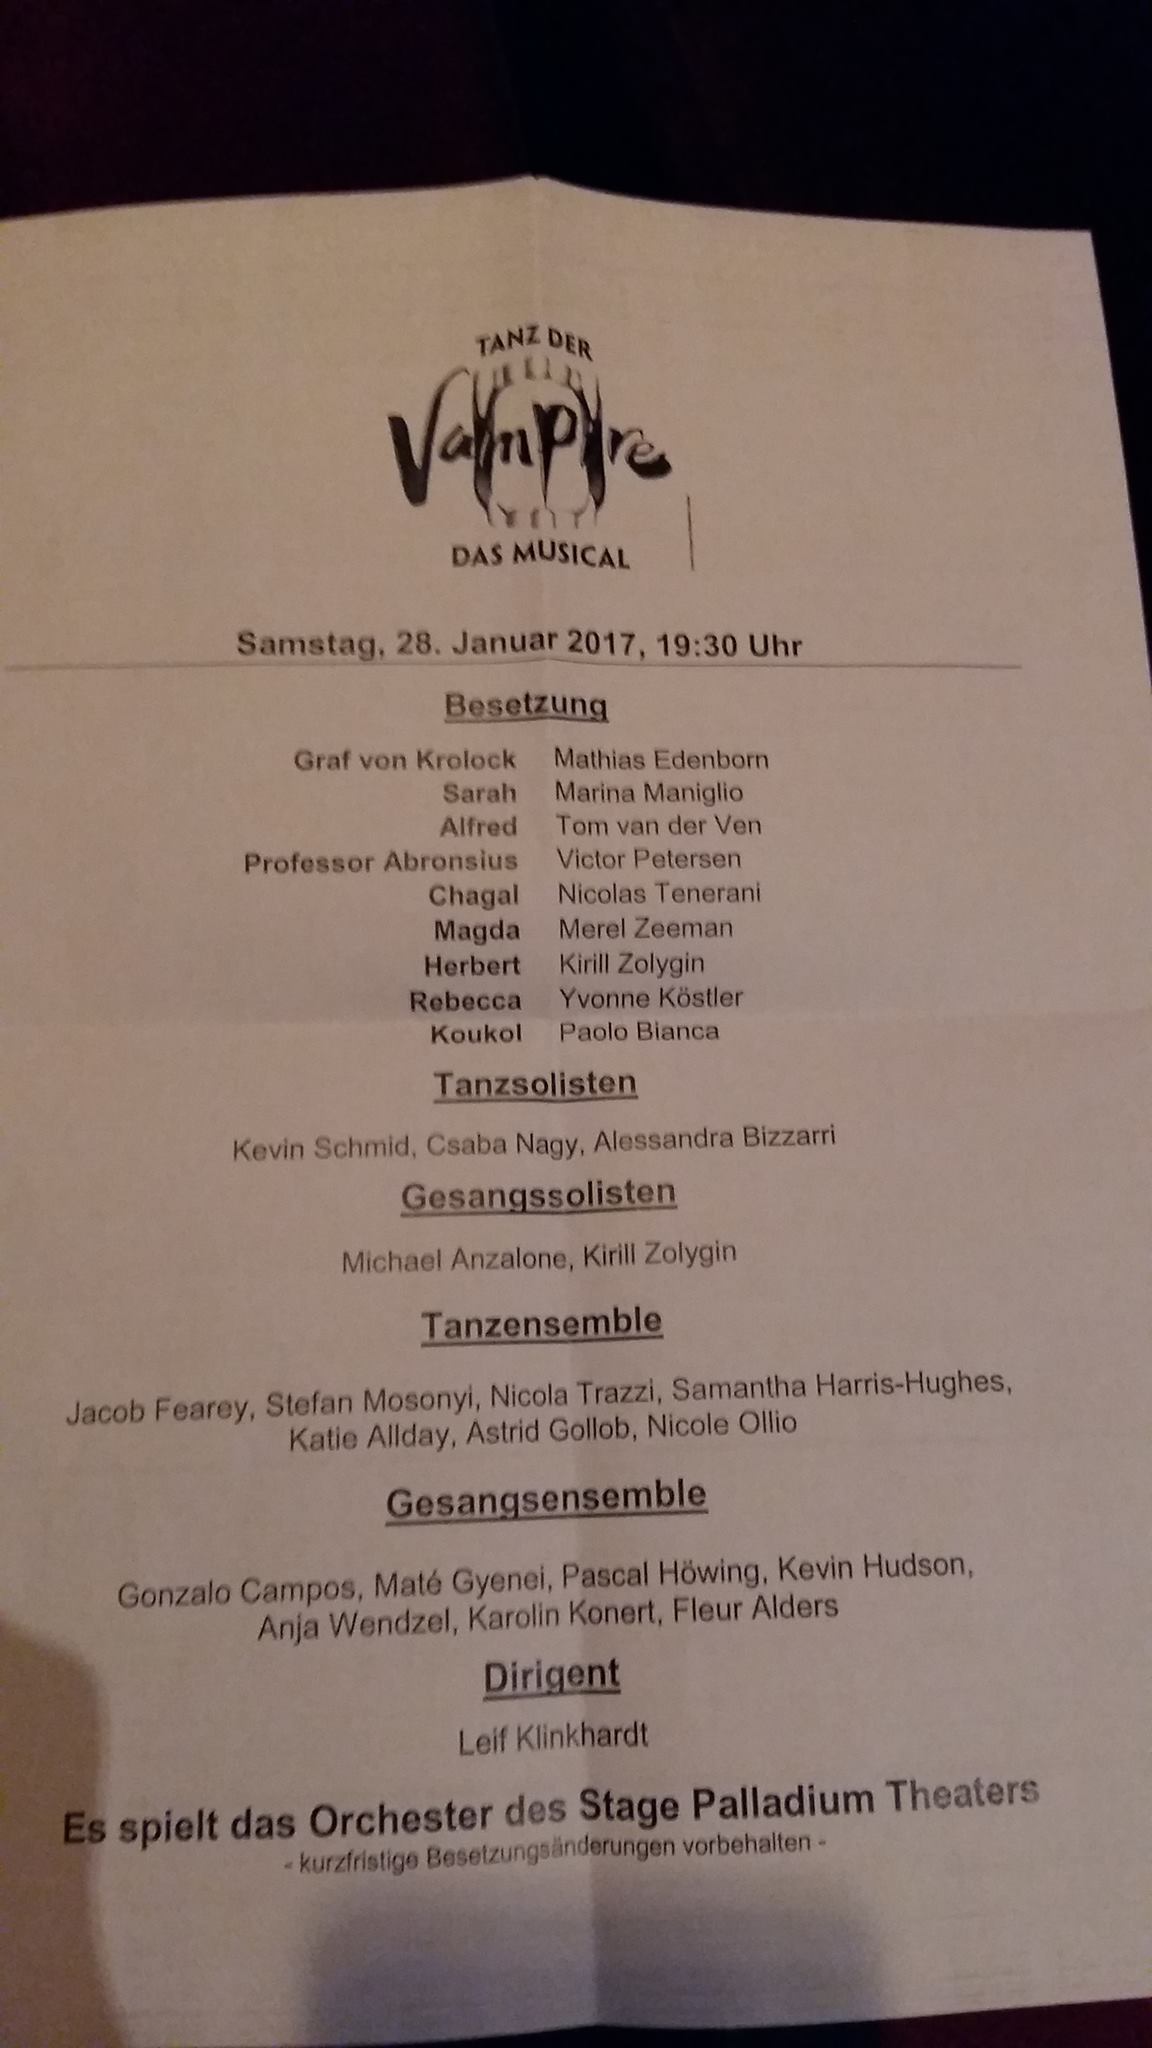 TANZ DER
Vampire
DAS MUSICAL
Samstag, 28. Januar 2017, 19:30 Uhr
Besetzung
Graf von Krolock Mathias Edenborn
Sarah Marina Maniglio
Alfred Tom van der Ven
Professor Abronsius Victor Petersen
Chagal Nicolas Tenerani
Magda Merel Zeeman
Herbert Kirill Zolygin
Rebecca Yvonne Köstler
Koukol Paolo Bianca
Tanzsolisten
Kevin Schmid, Csaba Nagy, Alessandra Bizzarri
Gesangssolisten
Michael Anzalone, Kirill Zolygin
Tanzensemble
Jacob Fearey, Stefan Mosonyi, Nicola Trazzi, Samantha Harris-Hughes,
Katie Allday, Astrid Gollob, Nicole Ollio
Gesangsensemble
Gonzalo Campos, Maté Gyenei, Pascal Höwing, Kevin Hudson,
Anja Wendzel, Karolin Konert, Fleur Alders
Dirigent
Leif Klinkhardt
Es spielt das Orchester des Stage Palladium Theaters
- kurzfristige Besetzungsänderungen vorbehalten -